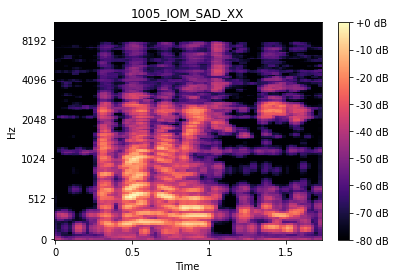 1005_IOM_SAD_XX
+0 dB
8192
-10 dB
4096
-20 dB
-30 dB
2048
-40 dB
Hz
1024
-50 dB
512
-60 dB
-70 dB
0
-80 dB
0
0.5
1
1.5
Time